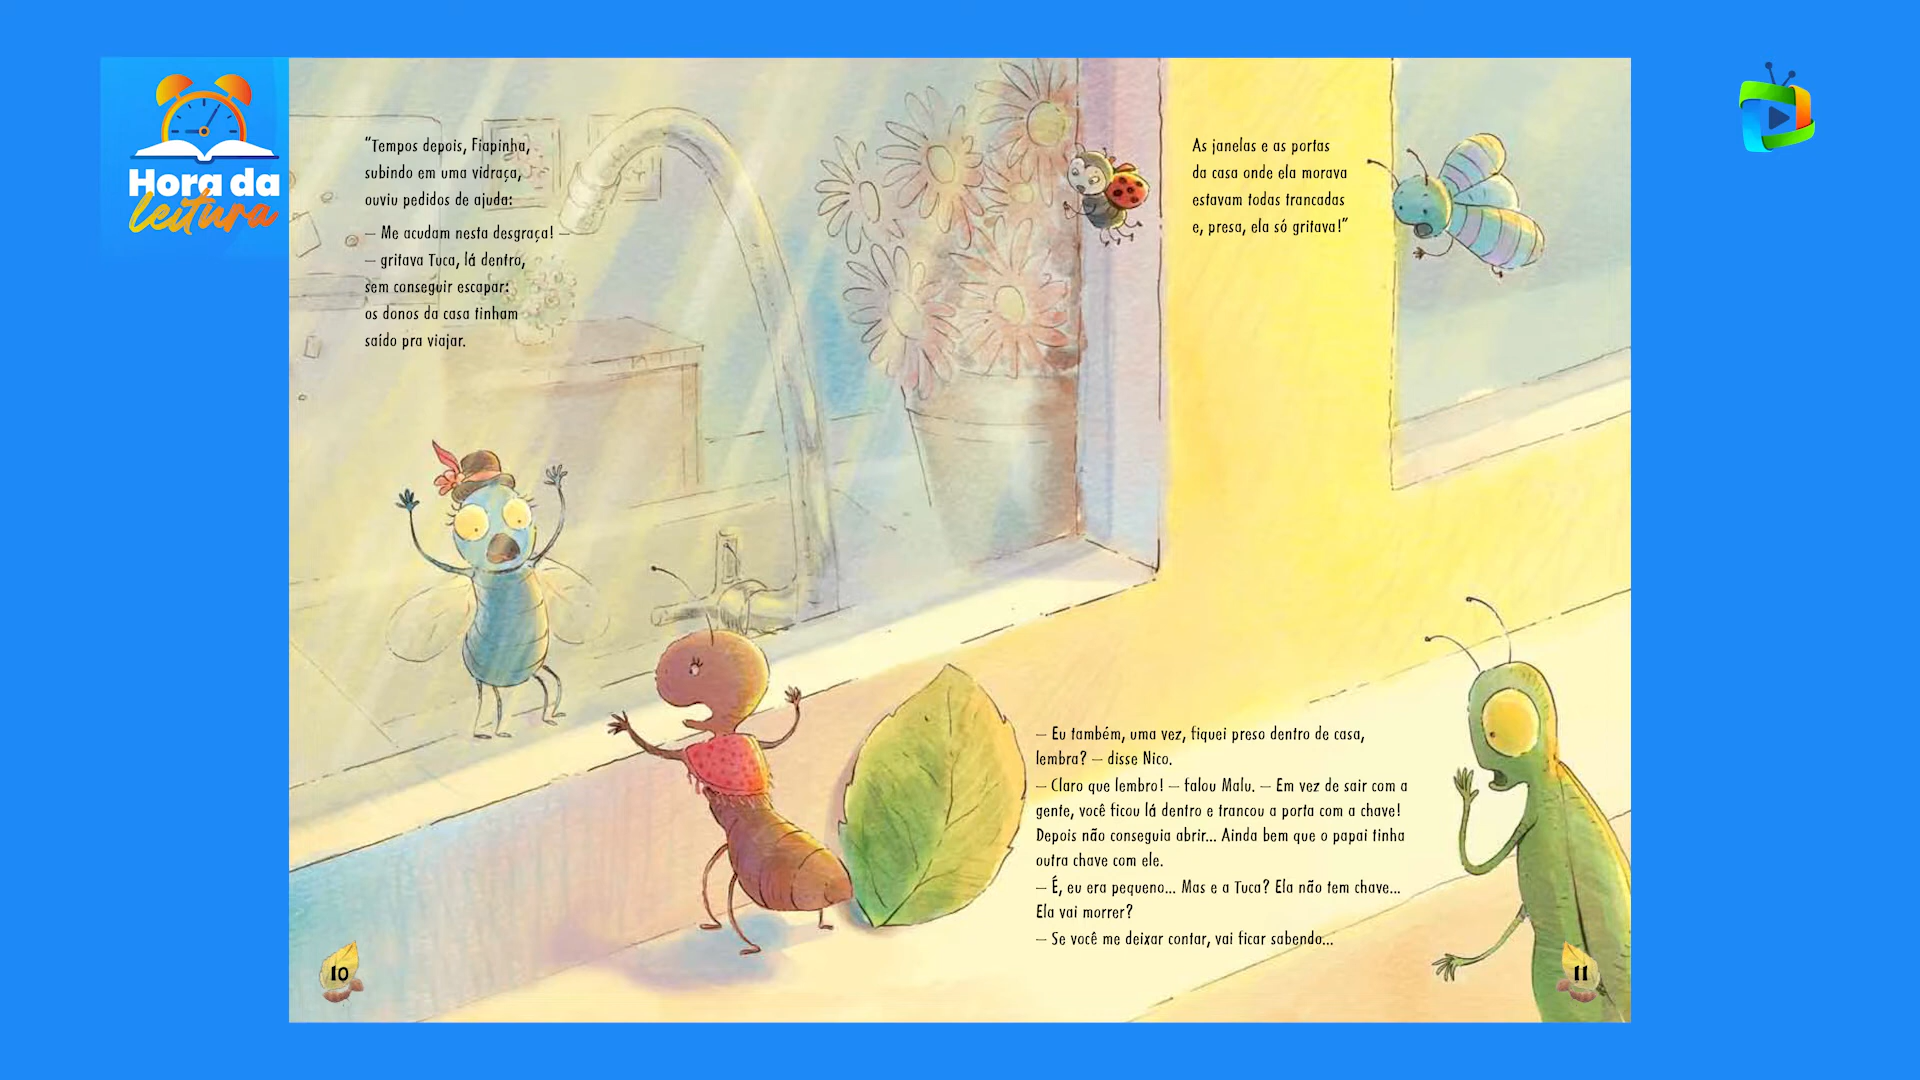 Hora da
leitura
“Tempos depois, Fiapinha,
subindo em uma vidraça,
ouviu pedidos de ajuda:
– Me acudam nesta desgraça! –
– gritava Tuca, lá dentro,
sem conseguir escapar:
os donos da casa tinham
saído pra viajar.
As janelas e as portas
da casa onde ela morava
estavam todas trancadas
e, presa, ela só gritava!”
– Eu também, uma vez, fiquei preso dentro de casa,
lembra? – disse Nico.
– Claro que lembro! – falou Malu. – Em vez de sair com a
gente, você ficou lá dentro e trancou a porta com a chave!
Depois não conseguia abrir... Ainda bem que o papai tinha
outra chave com ele.
– É, eu era pequeno... Mas e a Tuca? Ela não tem chave...
Ela vai morrer?
– Se você me deixar contar, vai ficar sabendo...
10
11